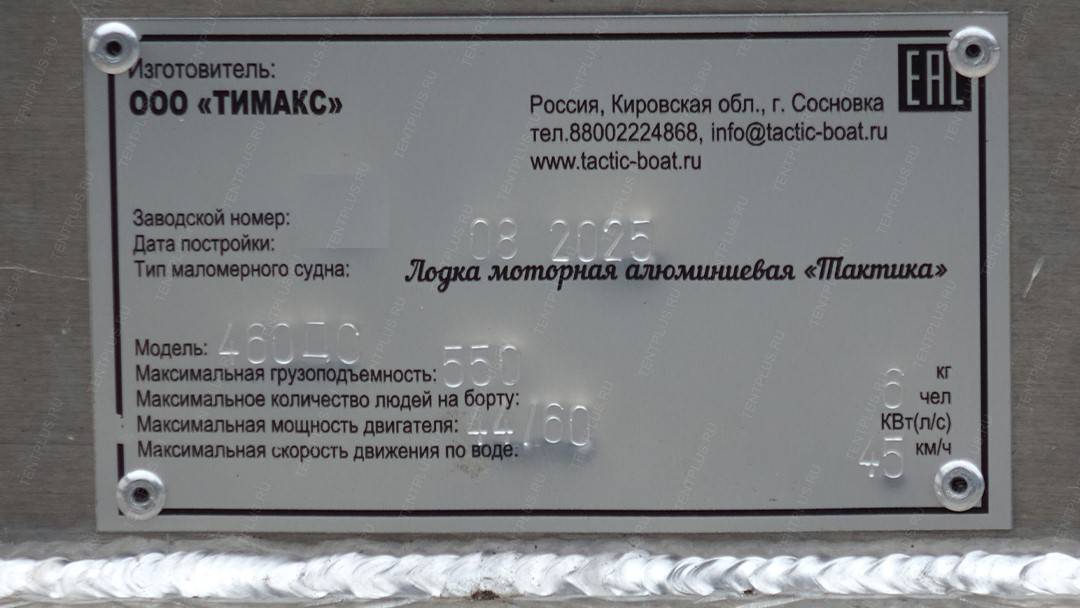 Изготовитель:
ООО «ТИМАКС»
EAC
Россия, Кировская обл., г. Сосновка
тел.88002224868, info@tactic-boat.ru
www.tactic-boat.ru
Заводской номер:
Дата постройки: 08 2025
Тип маломерного судна: Лодка моторная алюминиевая «Тактика»
Модель: 460ДС
Максимальная грузоподъемность: 550 кг
Максимальное количество людей на борту: 6 чел
Максимальная мощность двигателя: 44/60 КВт(л/с)
Максимальная скорость движения по воде: 45 км/ч
TENTPLUS.RU